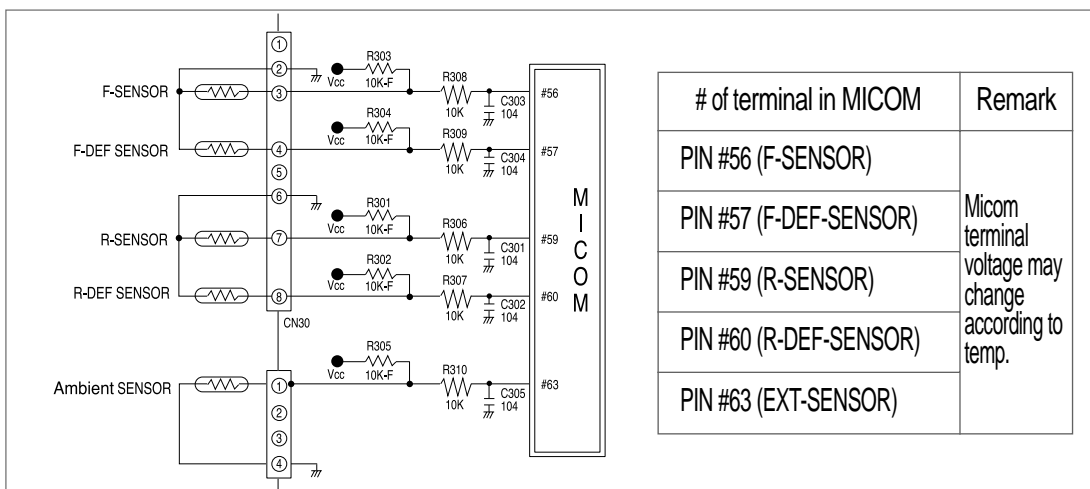 ①
②
③
④
⑤
⑥
⑦
⑧
CN30
F-SENSOR
F-DEF SENSOR
R-SENSOR
R-DEF SENSOR
Ambient SENSOR
①
②
③
④
R303
Vcc
10K-F
R308
10K
C303
104
#56
R304
Vcc
10K-F
R309
10K
C304
104
#57
R301
Vcc
10K-F
R306
10K
C301
104
#59
R302
Vcc
10K-F
R307
10K
C302
104
#60
R305
Vcc
10K-F
R310
10K
C305
104
#63
MICOM
# of terminal in MICOM
Remark
PIN #56 (F-SENSOR)
PIN #57 (F-DEF-SENSOR)
PIN #59 (R-SENSOR)
PIN #60 (R-DEF-SENSOR)
PIN #63 (EXT-SENSOR)
Micom
terminal
voltage may
change
according to
temp.